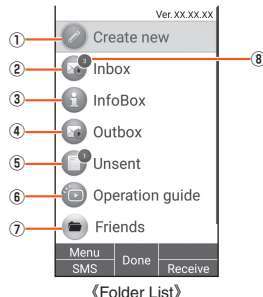 Ver.XX.XX.XX
① Create new
⑧
② 3 Inbox
③ InfoBox
④ Outbox
⑤ 1 Unsent
⑥ Operation guide
⑦ Friends
Menu
SMS Done Receive
《Folder List》